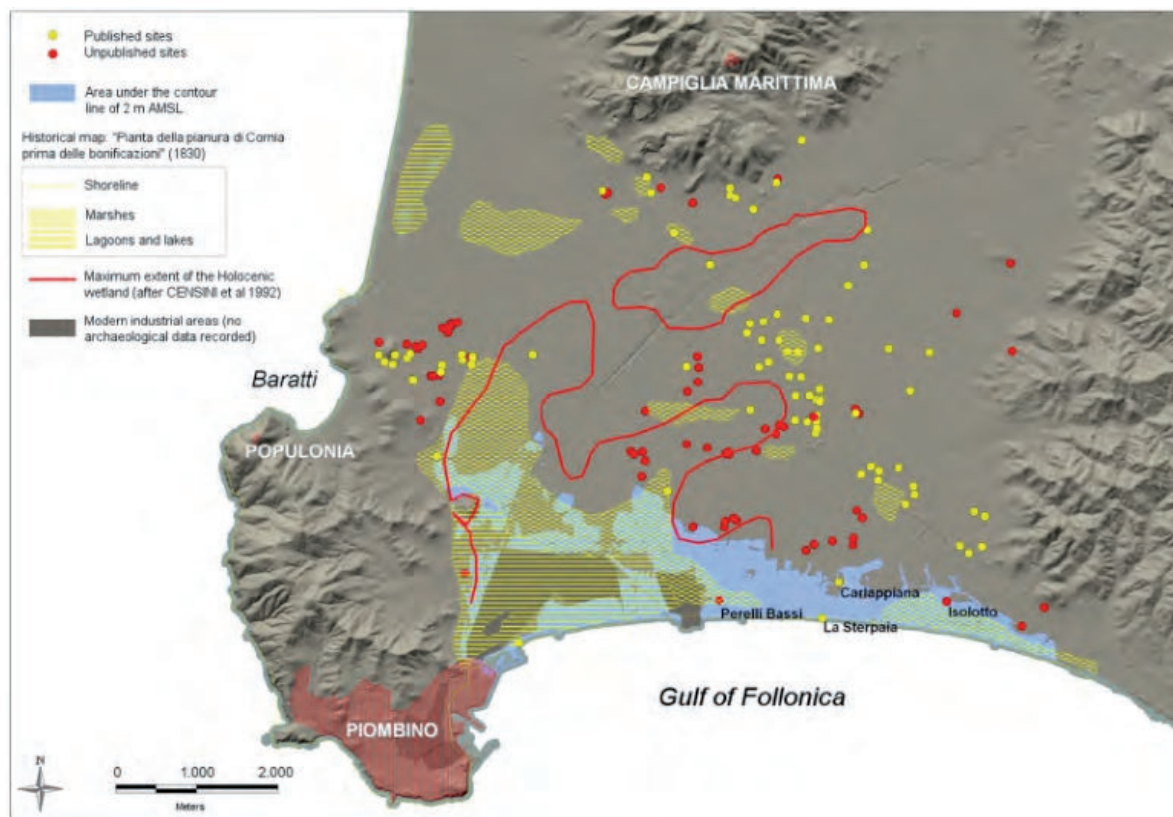 Published sites
Unpublished sites
Area under the contour
line of 2 m AMSL
Historical map: "Pianta della pianura di Cornia
prima delle bonificazioni" (1830)
Shoreline
Marshes
Lagoons and lakes
Maximum extent of the Holocenic
wetland (after CENSINI et al 1992)
Modern industrial areas (no
archaeological data recorded)
CAMPIGLIA MARITTIMA
Baratti
POPULONIA
Carlappiana
Perelli Bassi
Isolotto
La Sterpaia
Gulf of Follonica
PIOMBINO
N
0 1.000 2.000
Meters